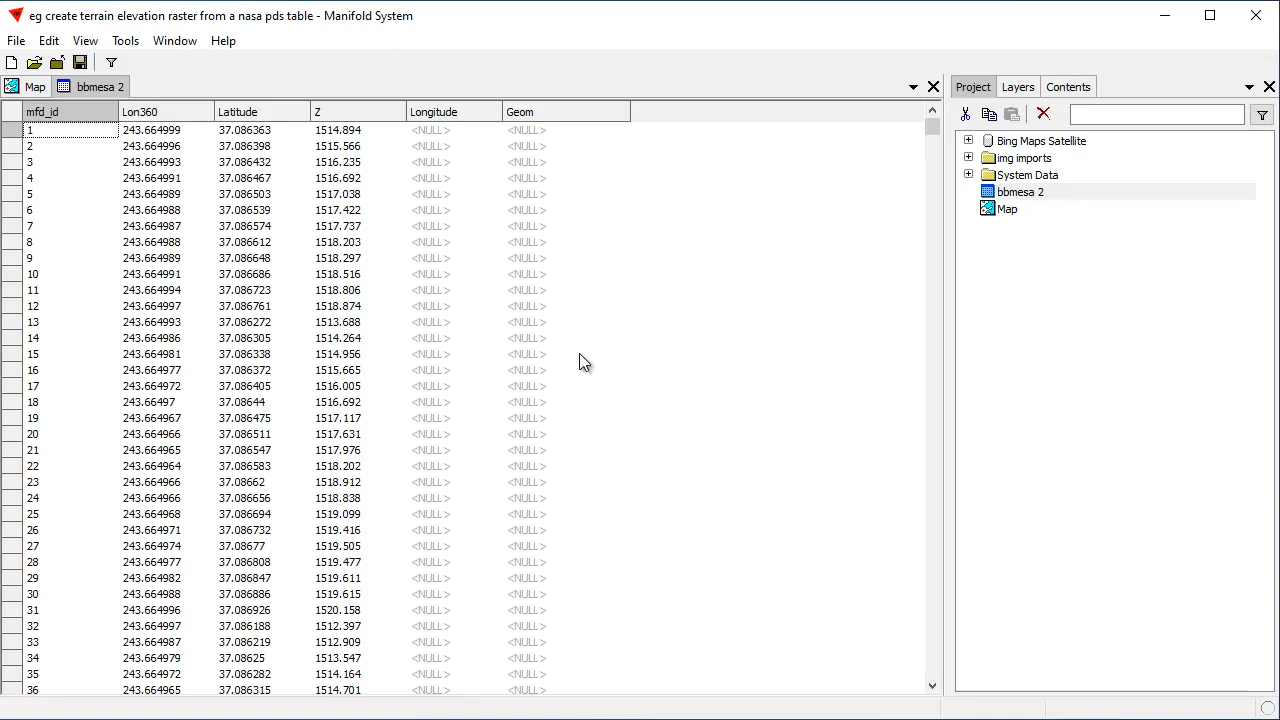 eg create terrain elevation raster from a nasa pds table - Manifold System
File Edit View Tools Window Help
Map bbmesa 2
Project Layers Contents
mfd_id Lon360 Latitude Z Longitude Geom
1 243.664999 37.086363 1514.894 <NULL> <NULL>
2 243.664996 37.086398 1515.566 <NULL> <NULL>
3 243.664993 37.086432 1516.235 <NULL> <NULL>
4 243.664991 37.086467 1516.692 <NULL> <NULL>
5 243.664989 37.086503 1517.038 <NULL> <NULL>
6 243.664988 37.086539 1517.422 <NULL> <NULL>
7 243.664987 37.086574 1517.737 <NULL> <NULL>
8 243.664988 37.086612 1518.203 <NULL> <NULL>
9 243.664989 37.086648 1518.297 <NULL> <NULL>
10 243.664991 37.086686 1518.516 <NULL> <NULL>
11 243.664994 37.086723 1518.806 <NULL> <NULL>
12 243.664997 37.086761 1518.874 <NULL> <NULL>
13 243.664993 37.086272 1513.688 <NULL> <NULL>
14 243.664986 37.086305 1514.264 <NULL> <NULL>
15 243.664981 37.086338 1514.956 <NULL> <NULL>
16 243.664977 37.086372 1515.665 <NULL> <NULL>
17 243.664972 37.086405 1516.005 <NULL> <NULL>
18 243.66497 37.08644 1516.692 <NULL> <NULL>
19 243.664967 37.086475 1517.117 <NULL> <NULL>
20 243.664966 37.086511 1517.631 <NULL> <NULL>
21 243.664965 37.086547 1517.976 <NULL> <NULL>
22 243.664964 37.086583 1518.202 <NULL> <NULL>
23 243.664966 37.08662 1518.912 <NULL> <NULL>
24 243.664966 37.086656 1518.838 <NULL> <NULL>
25 243.664968 37.086694 1519.099 <NULL> <NULL>
26 243.664971 37.086732 1519.416 <NULL> <NULL>
27 243.664974 37.08677 1519.505 <NULL> <NULL>
28 243.664977 37.086808 1519.477 <NULL> <NULL>
29 243.664982 37.086847 1519.611 <NULL> <NULL>
30 243.664988 37.086886 1519.615 <NULL> <NULL>
31 243.664996 37.086926 1520.158 <NULL> <NULL>
32 243.664997 37.086188 1512.397 <NULL> <NULL>
33 243.664987 37.086219 1512.909 <NULL> <NULL>
34 243.664979 37.08625 1513.547 <NULL> <NULL>
35 243.664972 37.086282 1514.164 <NULL> <NULL>
36 243.664965 37.086315 1514.701 <NULL> <NULL>
Bing Maps Satellite
img imports
System Data
bbmesa 2
Map